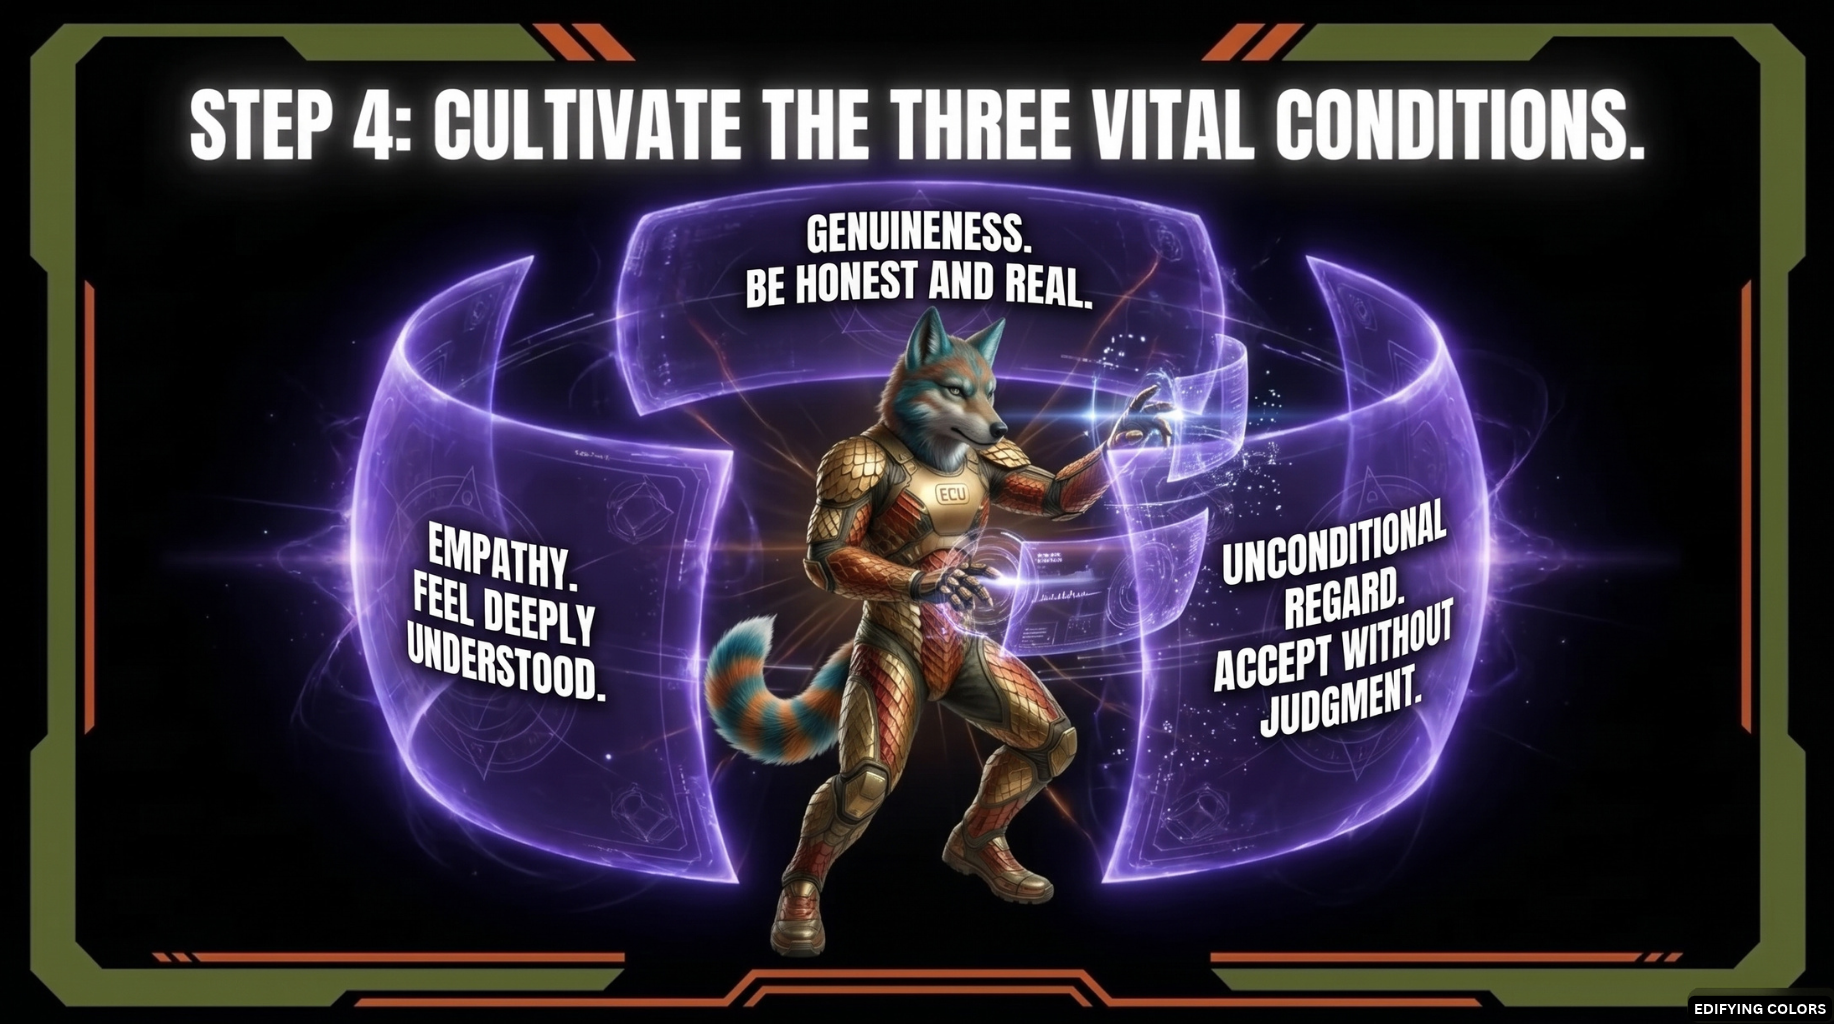 STEP 4: CULTIVATE THE THREE VITAL CONDITIONS.
GENUINENESS.
BE HONEST AND REAL.
EMPATHY.
FEEL DEEPLY
UNDERSTOOD.
ECU
UNCONDITIONAL
REGARD.
ACCEPT WITHOUT
JUDGMENT.
EDIFYING COLORS